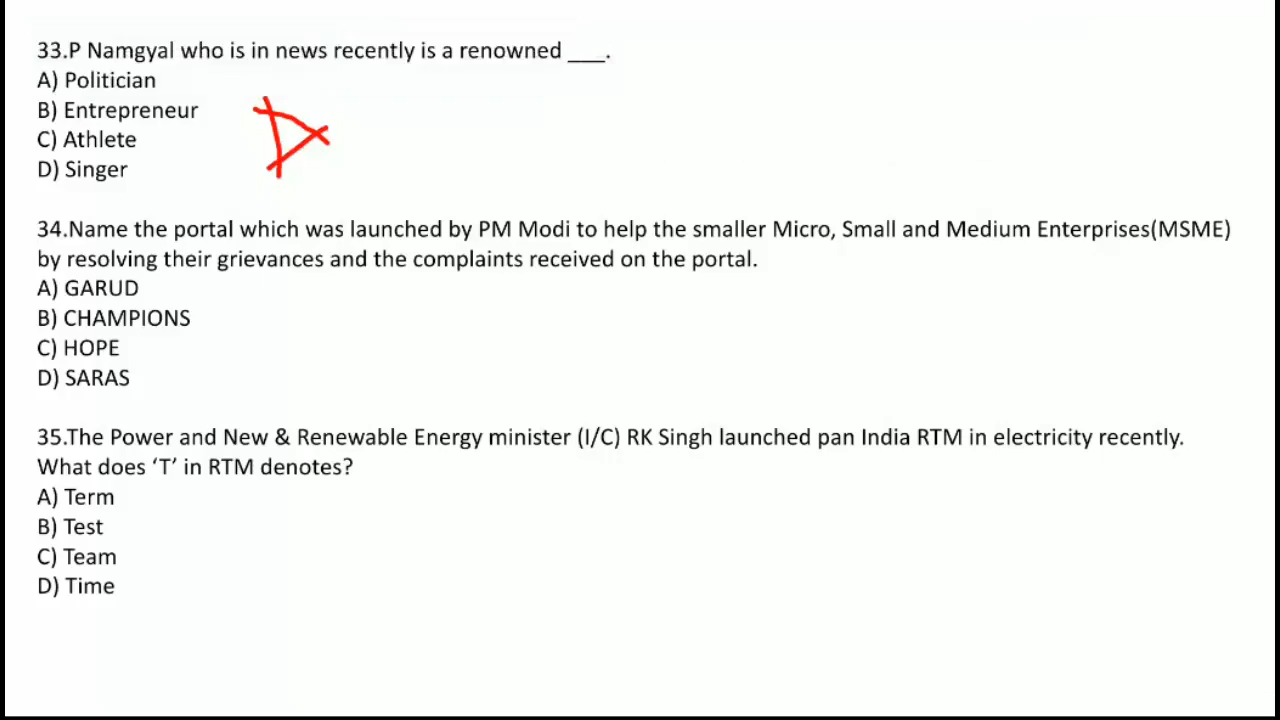 33.P Namgyal who is in news recently is a renowned ___.
A) Politician
B) Entrepreneur
C) Athlete
D) Singer
34.Name the portal which was launched by PM Modi to help the smaller Micro, Small and Medium Enterprises(MSME)
by resolving their grievances and the complaints received on the portal.
A) GARUD
B) CHAMPIONS
C) HOPE
D) SARAS
35.The Power and New & Renewable Energy minister (I/C) RK Singh launched pan India RTM in electricity recently.
What does ‘T’ in RTM denotes?
A) Term
B) Test
C) Team
D) Time